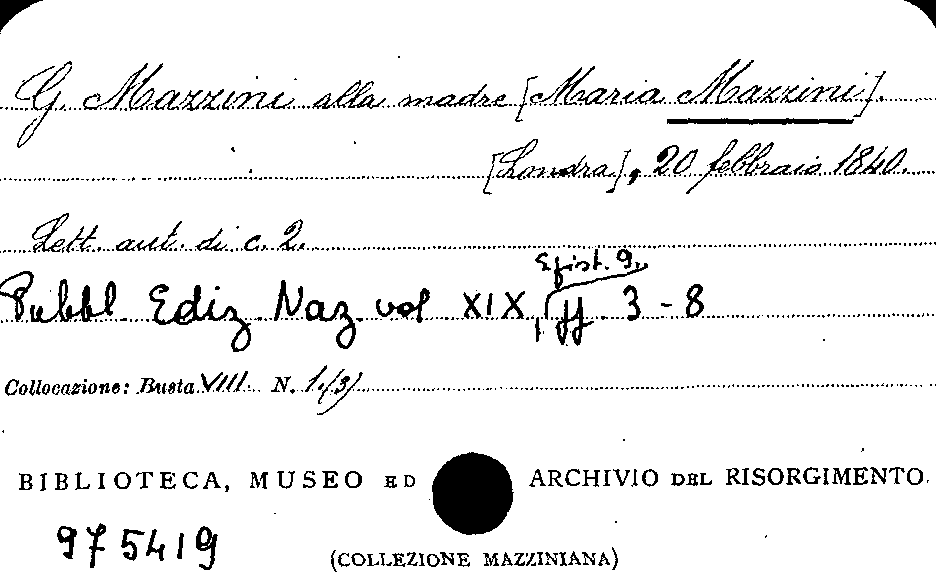 G. Mazzini alla madre [Maria Mazzini].
[Londra], 20 febbraio 1840.
Lett. aut. di c. 2.
Epist. 9,
Pubbl. Ediz. Naz. vol XIX, pp. 3-8
Collocazione: Busta VIII N. 1.(3)
BIBLIOTECA, MUSEO ED ARCHIVIO DEL RISORGIMENTO.
975419
(COLLEZIONE MAZZINIANA)